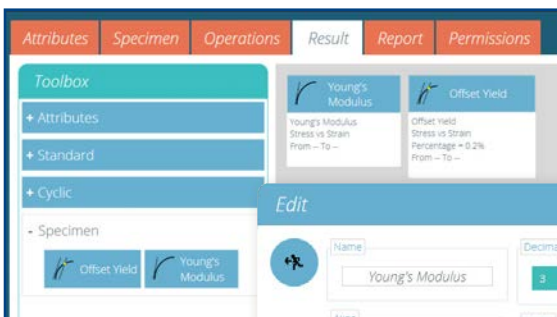 Attributes Specimen Operations Result Report Permissions
Toolbox
+ Attributes
+ Standard
+ Cyclic
- Specimen
Offset Yield
Young's
Modulus
Young's
Modulus
Young's Modulus
Stress vs Strain
From -- To --
Offset Yield
Offset Yield
Stress vs Strain
Percentage = 0.2%
From -- To --
Edit
Name
Young's Modulus
3